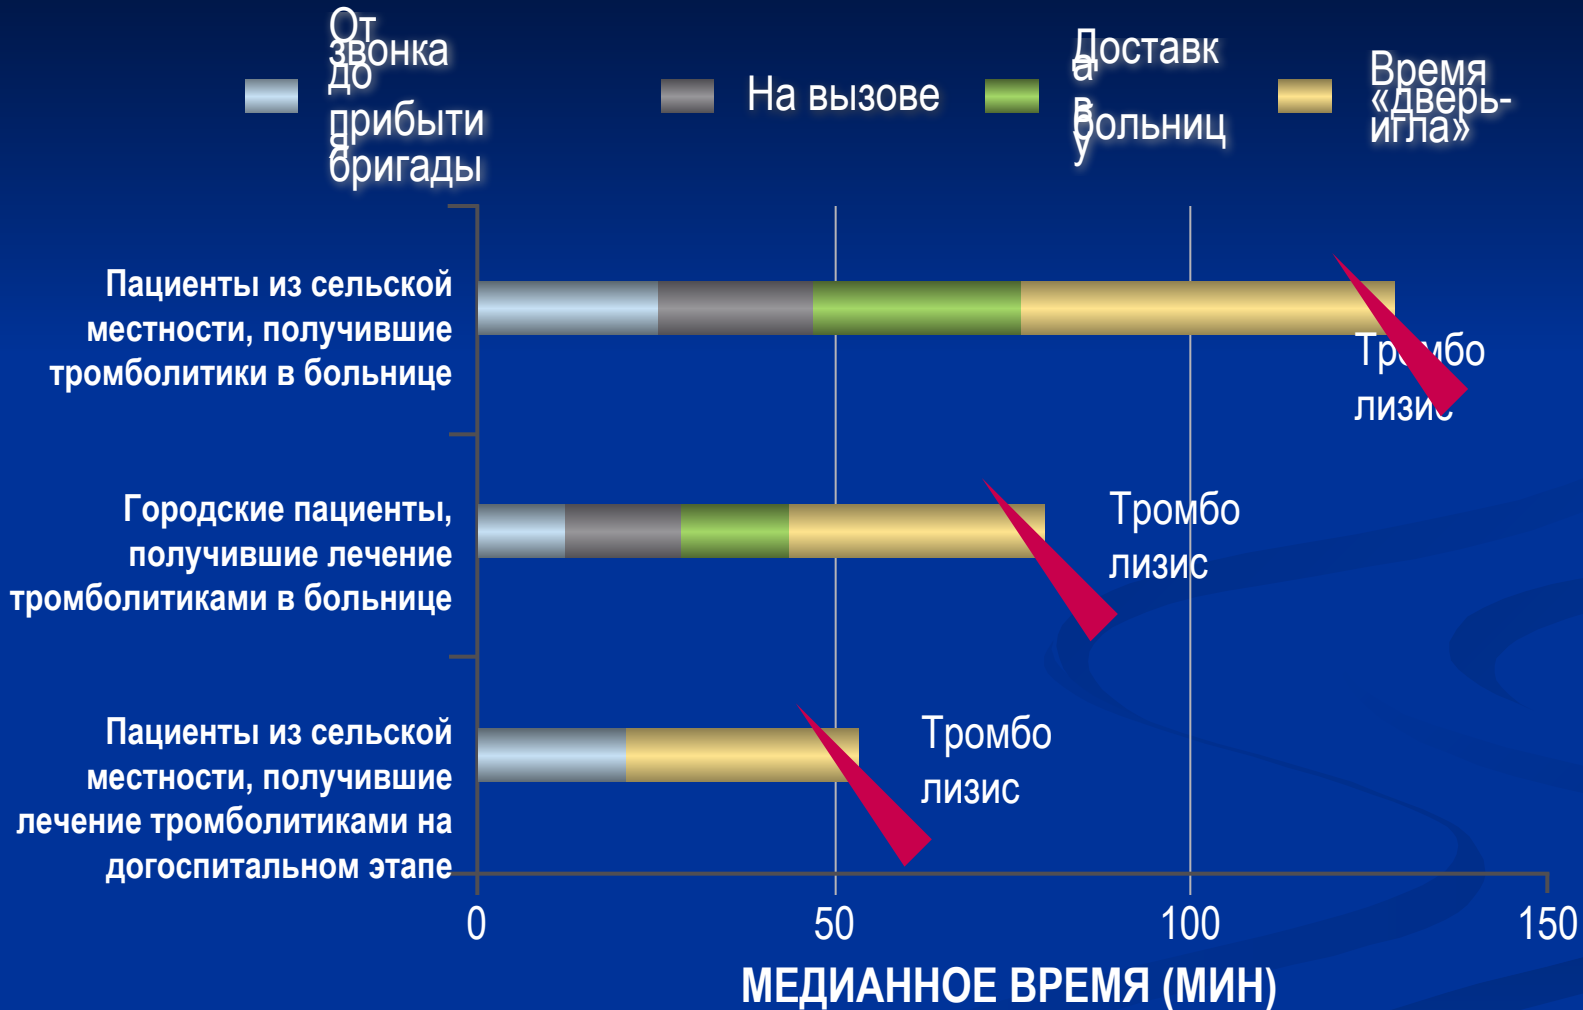 От
звонка
до
прибыти
я
бригады
На вызове
Доставк
а
в
больниц
у
Время
«дверь-
игла»
Пациенты из сельской
местности, получившие
тромболитики в больнице
Тромбо
лизис
Городские пациенты,
получившие лечение
тромболитиками в больнице
Тромбо
лизис
Пациенты из сельской
местности, получившие
лечение тромболитиками на
догоспитальном этапе
Тромбо
лизис
0
50
100
150
МЕДИАННОЕ ВРЕМЯ (МИН)